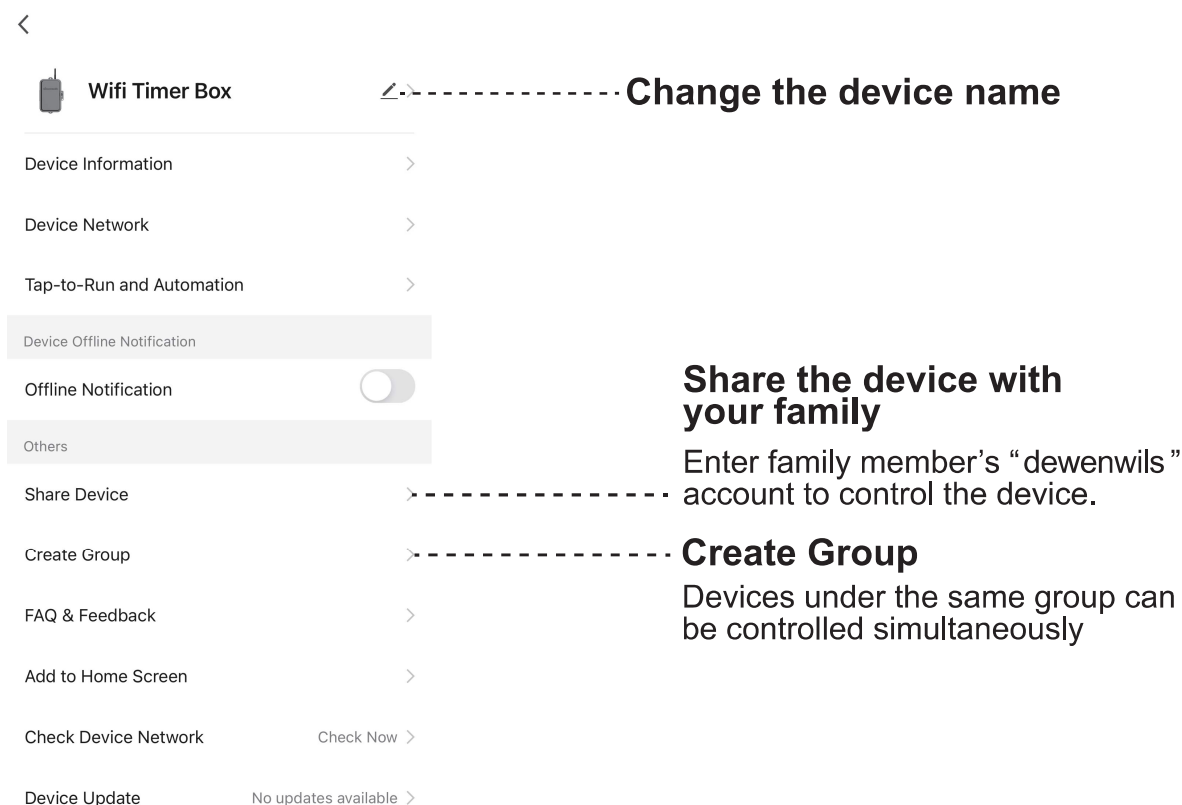 Wifi Timer Box
Change the device name
Device Information
Device Network
Tap-to-Run and Automation
Device Offline Notification
Offline Notification
Others
Share Device
Share the device with
your family
Enter family member’s “dewenwils”
account to control the device.
Create Group
Create Group
Devices under the same group can
be controlled simultaneously
FAQ & Feedback
Add to Home Screen
Check Device Network Check Now
Device Update No updates available